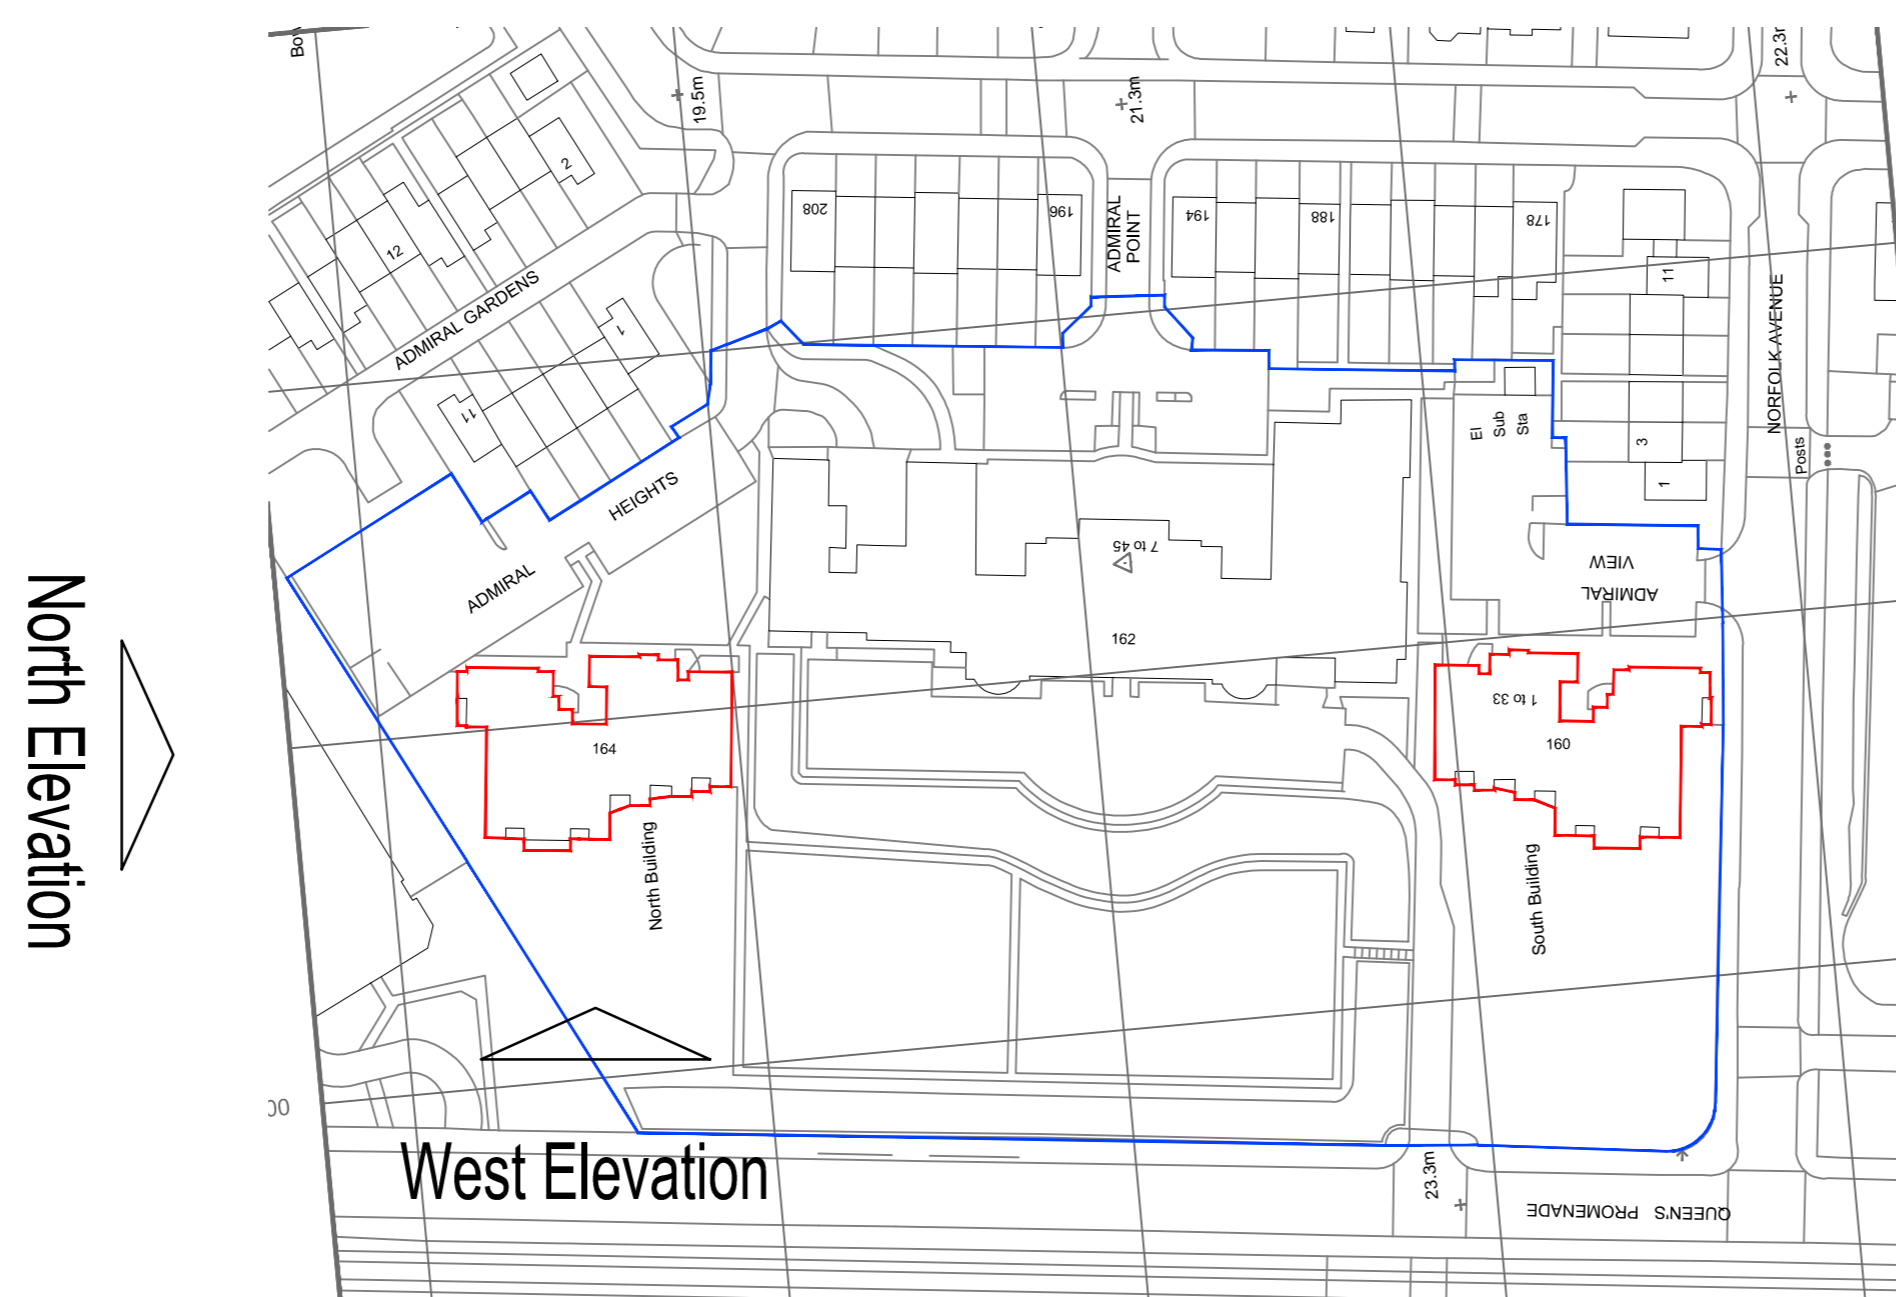 19.5m
21.3m
22.3m
2
12
208
196
ADMIRAL
POINT
194
188
178
11
ADMIRAL GARDENS
1
11
NORFOLK AVENUE
El
Sub
Sta
3
Posts
1
HEIGHTS
ADMIRAL
7 to 45
162
ADMIRAL
VIEW
North Elevation
164
1 to 33
160
North Building
South Building
00
West Elevation
23.3m
QUEEN'S PROMENADE